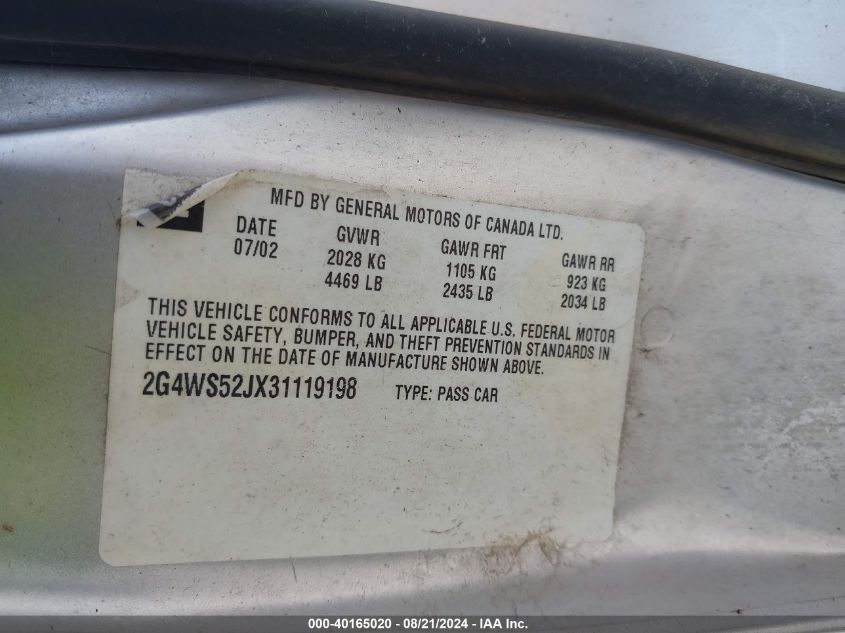 MFD BY GENERAL MOTORS OF CANADA LTD.
DATE GVWR GAWR FRT GAWR RR
07/02 2028 KG 1105 KG 923 KG
4469 LB 2435 LB 2034 LB
THIS VEHICLE CONFORMS TO ALL APPLICABLE U.S. FEDERAL MOTOR
VEHICLE SAFETY, BUMPER, AND THEFT PREVENTION STANDARDS IN
EFFECT ON THE DATE OF MANUFACTURE SHOWN ABOVE.
2G4WS52JX31119198 TYPE: PASS CAR
000-40165020 - 08/21/2024 - IAA Inc.